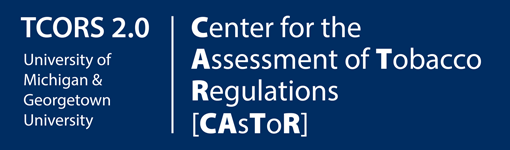 TCORS 2.0
University of
Michigan &
Georgetown
University
Center for the
Assessment of Tobacco
Regulations
[CAsToR]